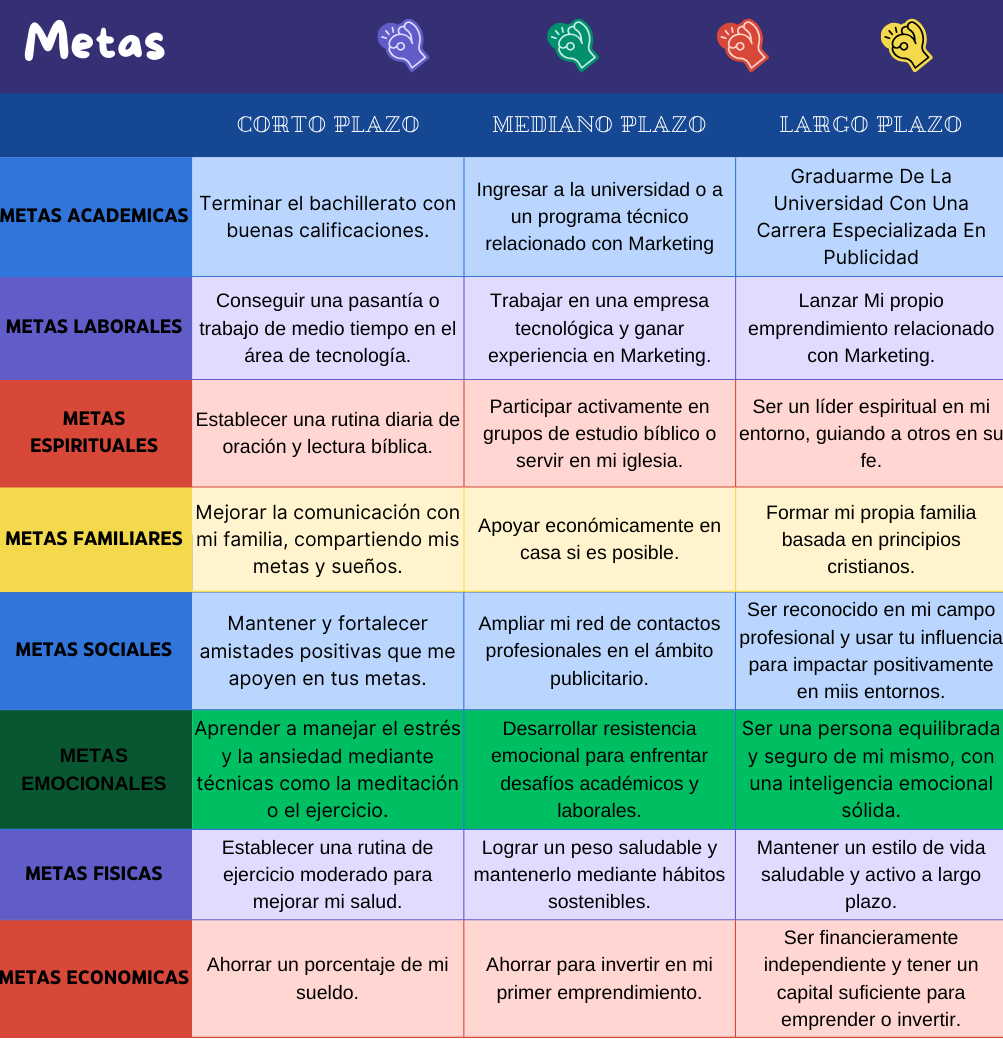 Metas
CORTO PLAZO
MEDIANO PLAZO
LARGO PLAZO
METAS ACADEMICAS
Terminar el bachillerato con
buenas calificaciones.
Ingresar a la universidad o a
un programa técnico
relacionado con Marketing
Graduarme De La
Universidad Con Una
Carrera Especializada En
Publicidad
METAS LABORALES
Conseguir una pasantía o
trabajo de medio tiempo en el
área de tecnología.
Trabajar en una empresa
tecnológica y ganar
experiencia en Marketing.
Lanzar Mi propio
emprendimiento relacionado
con Marketing.
METAS
ESPIRITUALES
Establecer una rutina diaria de
oración y lectura bíblica.
Participar activamente en
grupos de estudio bíblico o
servir en mi iglesia.
Ser un líder espiritual en mi
entorno, guiando a otros en su
fe.
METAS FAMILIARES
Mejorar la comunicación con
mi familia, compartiendo mis
metas y sueños.
Apoyar económicamente en
casa si es posible.
Formar mi propia familia
basada en principios
cristianos.
METAS SOCIALES
Mantener y fortalecer
amistades positivas que me
apoyen en tus metas.
Ampliar mi red de contactos
profesionales en el ámbito
publicitario.
Ser reconocido en mi campo
profesional y usar tu influencia
para impactar positivamente
en miis entornos.
METAS
EMOCIONALES
Aprender a manejar el estrés
y la ansiedad mediante
técnicas como la meditación
o el ejercicio.
Desarrollar resistencia
emocional para enfrentar
desafíos académicos y
laborales.
Ser una persona equilibrada
y seguro de mi mismo, con
una inteligencia emocional
sólida.
METAS FISICAS
Establecer una rutina de
ejercicio moderado para
mejorar mi salud.
Lograr un peso saludable y
mantenerlo mediante hábitos
sostenibles.
Mantener un estilo de vida
saludable y activo a largo
plazo.
METAS ECONOMICAS
Ahorrar un porcentaje de mi
sueldo.
Ahorrar para invertir en mi
primer emprendimiento.
Ser financieramente
independiente y tener un
capital suficiente para
emprender o invertir.